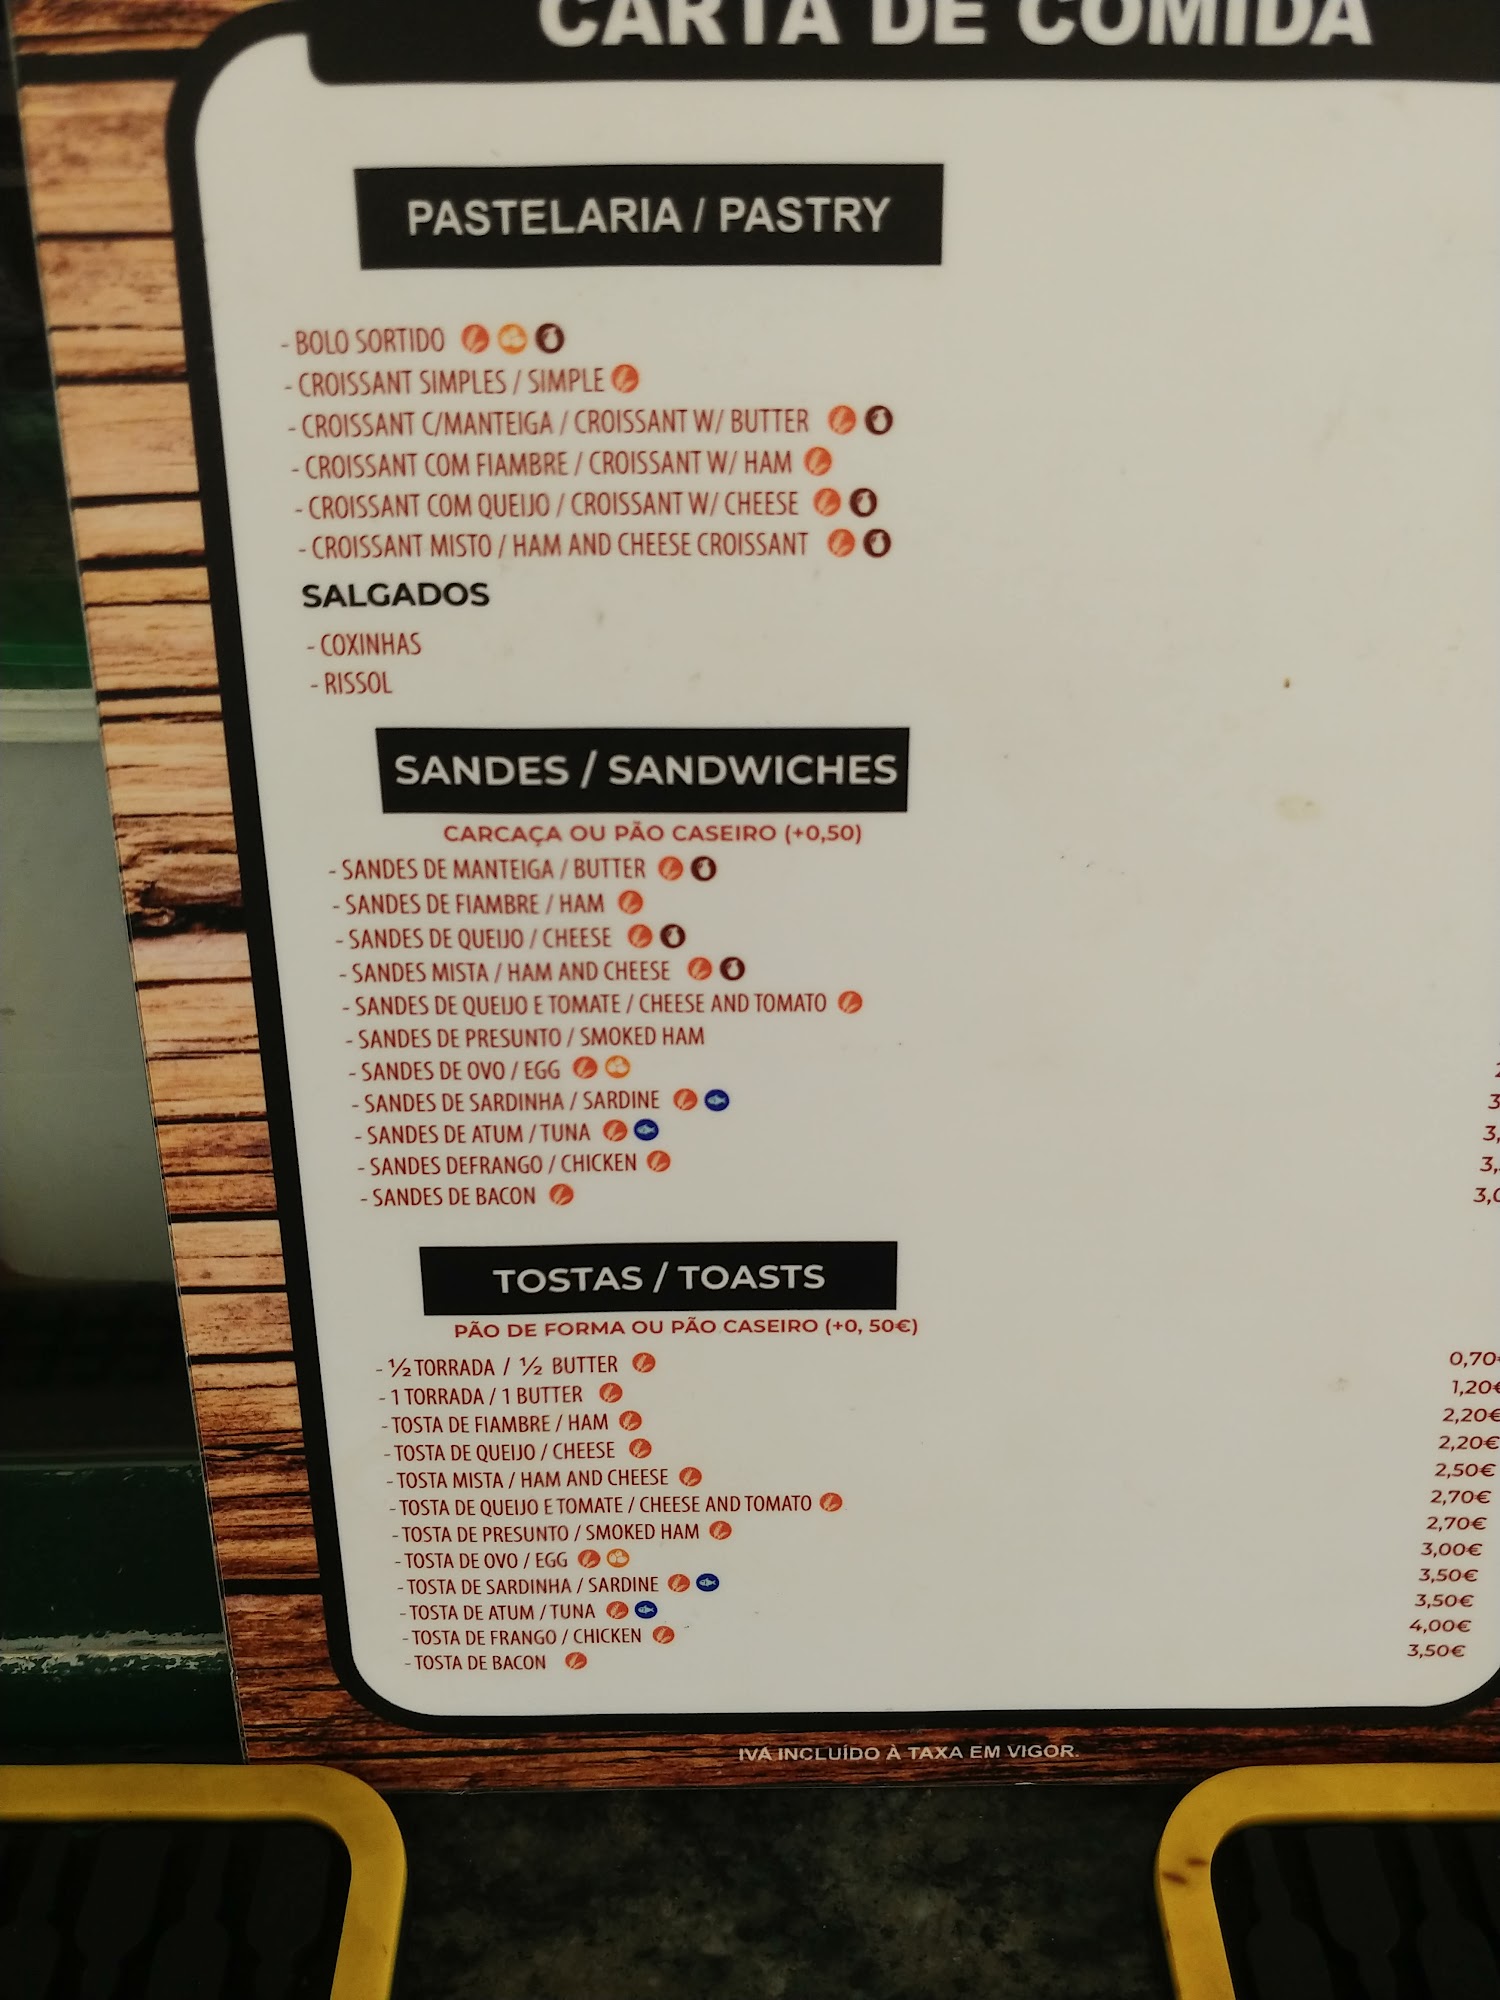 CARTA DE COMIDA
PASTELARIA / PASTRY
- BOLO SORTIDO
- CROISSANT SIMPLES / SIMPLE
- CROISSANT C/MANTEIGA / CROISSANT W/ BUTTER
- CROISSANT COM FIAMBRE / CROISSANT W/ HAM
- CROISSANT COM QUEIJO / CROISSANT W/ CHEESE
- CROISSANT MISTO / HAM AND CHEESE CROISSANT
SALGADOS
- COXINHAS
- RISSOL
SANDES / SANDWICHES
CARCAÇA OU PÃO CASEIRO (+0,50)
- SANDES DE MANTEIGA / BUTTER
- SANDES DE FIAMBRE / HAM
- SANDES DE QUEIJO / CHEESE
- SANDES MISTA / HAM AND CHEESE
- SANDES DE QUEIJO E TOMATE / CHEESE AND TOMATO
- SANDES DE PRESUNTO / SMOKED HAM
- SANDES DE OVO / EGG
- SANDES DE SARDINHA / SARDINE
- SANDES DE ATUM / TUNA
- SANDES DEFRANGO / CHICKEN
- SANDES DE BACON
TOSTAS / TOASTS
PÃO DE FORMA OU PÃO CASEIRO (+0, 50€)
- ½ TORRADA / ½ BUTTER 0,70€
- 1 TORRADA / 1 BUTTER 1,20€
- TOSTA DE FIAMBRE / HAM 2,20€
- TOSTA DE QUEIJO / CHEESE 2,20€
- TOSTA MISTA / HAM AND CHEESE 2,50€
- TOSTA DE QUEIJO E TOMATE / CHEESE AND TOMATO 2,70€
- TOSTA DE PRESUNTO / SMOKED HAM 2,70€
- TOSTA DE OVO / EGG 3,00€
- TOSTA DE SARDINHA / SARDINE 3,50€
- TOSTA DE ATUM / TUNA 3,50€
- TOSTA DE FRANGO / CHICKEN 4,00€
- TOSTA DE BACON 3,50€
IVA INCLUÍDO À TAXA EM VIGOR.